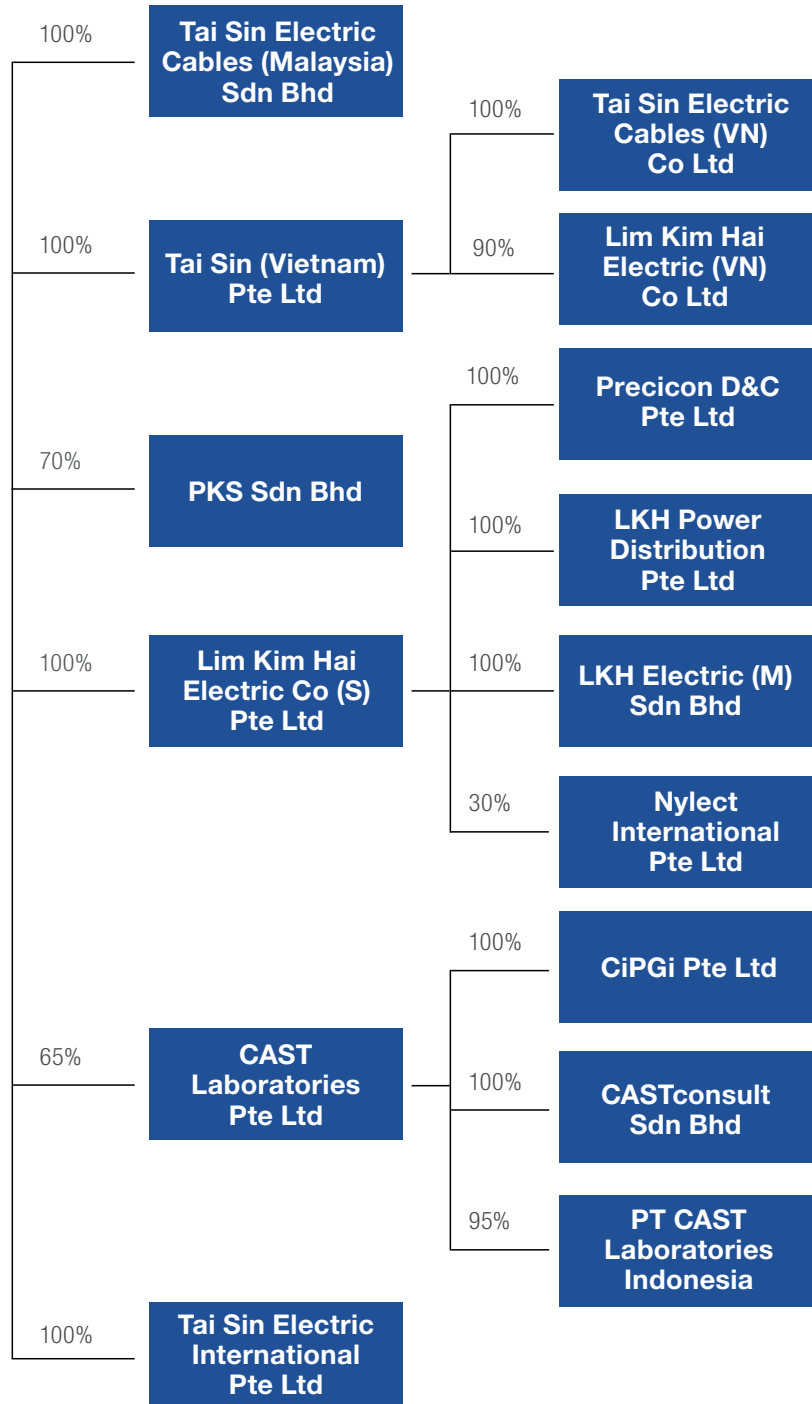 100%
Tai Sin Electric
Cables (Malaysia)
Sdn Bhd
100%
Tai Sin (Vietnam)
Pte Ltd
100%
Tai Sin Electric
Cables (VN)
Co Ltd
90%
Lim Kim Hai
Electric (VN)
Co Ltd
70%
PKS Sdn Bhd
100%
Lim Kim Hai
Electric Co (S)
Pte Ltd
100%
Precicon D&C
Pte Ltd
100%
LKH Power
Distribution
Pte Ltd
100%
LKH Electric (M)
Sdn Bhd
30%
Nylect
International
Pte Ltd
65%
CAST
Laboratories
Pte Ltd
100%
CiPGi Pte Ltd
100%
CASTconsult
Sdn Bhd
95%
PT CAST
Laboratories
Indonesia
100%
Tai Sin Electric
International
Pte Ltd